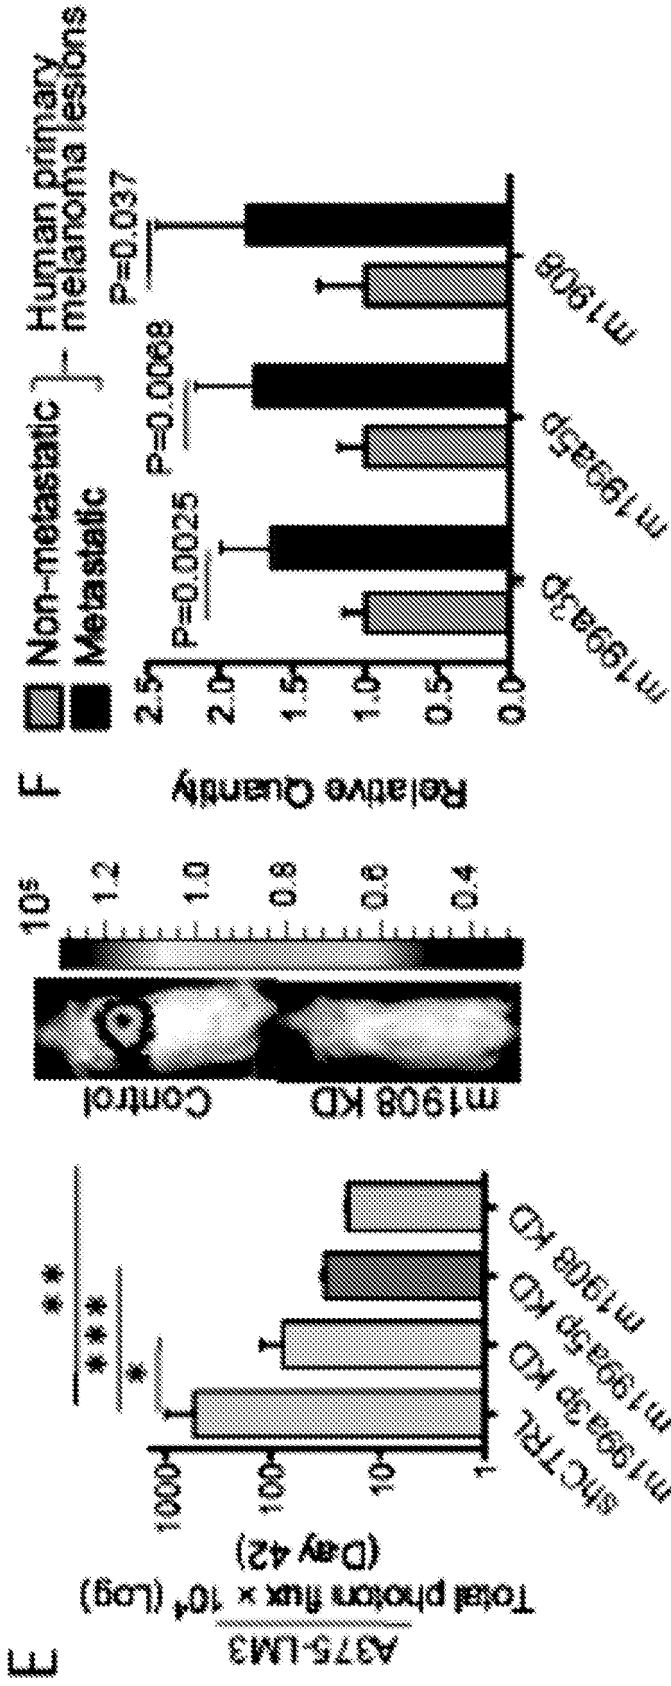 E
A375-LM3
Total photon flux × 10⁴ (Log)
(Day 42)
1000
100
10
1
*
***
**
shCTRL
m199a3p KD
m199a5p KD
m1908 KD
Control
m1908 KD
10⁵
1.2
1.0
0.8
0.6
0.4
F
Non-metastatic
Metastatic
Human primary
melanoma lesions
Relative Quantity
2.5
2.0
1.5
1.0
0.5
0.0
P=0.0025
P=0.0068
P=0.037
m199a3p
m199a5p
m1908